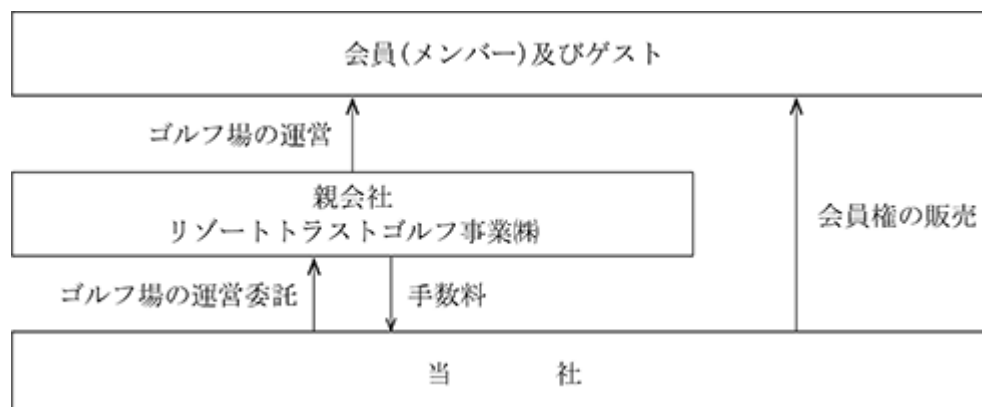 会員(メンバー)及びゲスト
ゴルフ場の運営
親会社
リゾートトラストゴルフ事業㈱
会員権の販売
ゴルフ場の運営委託
手数料
当 社